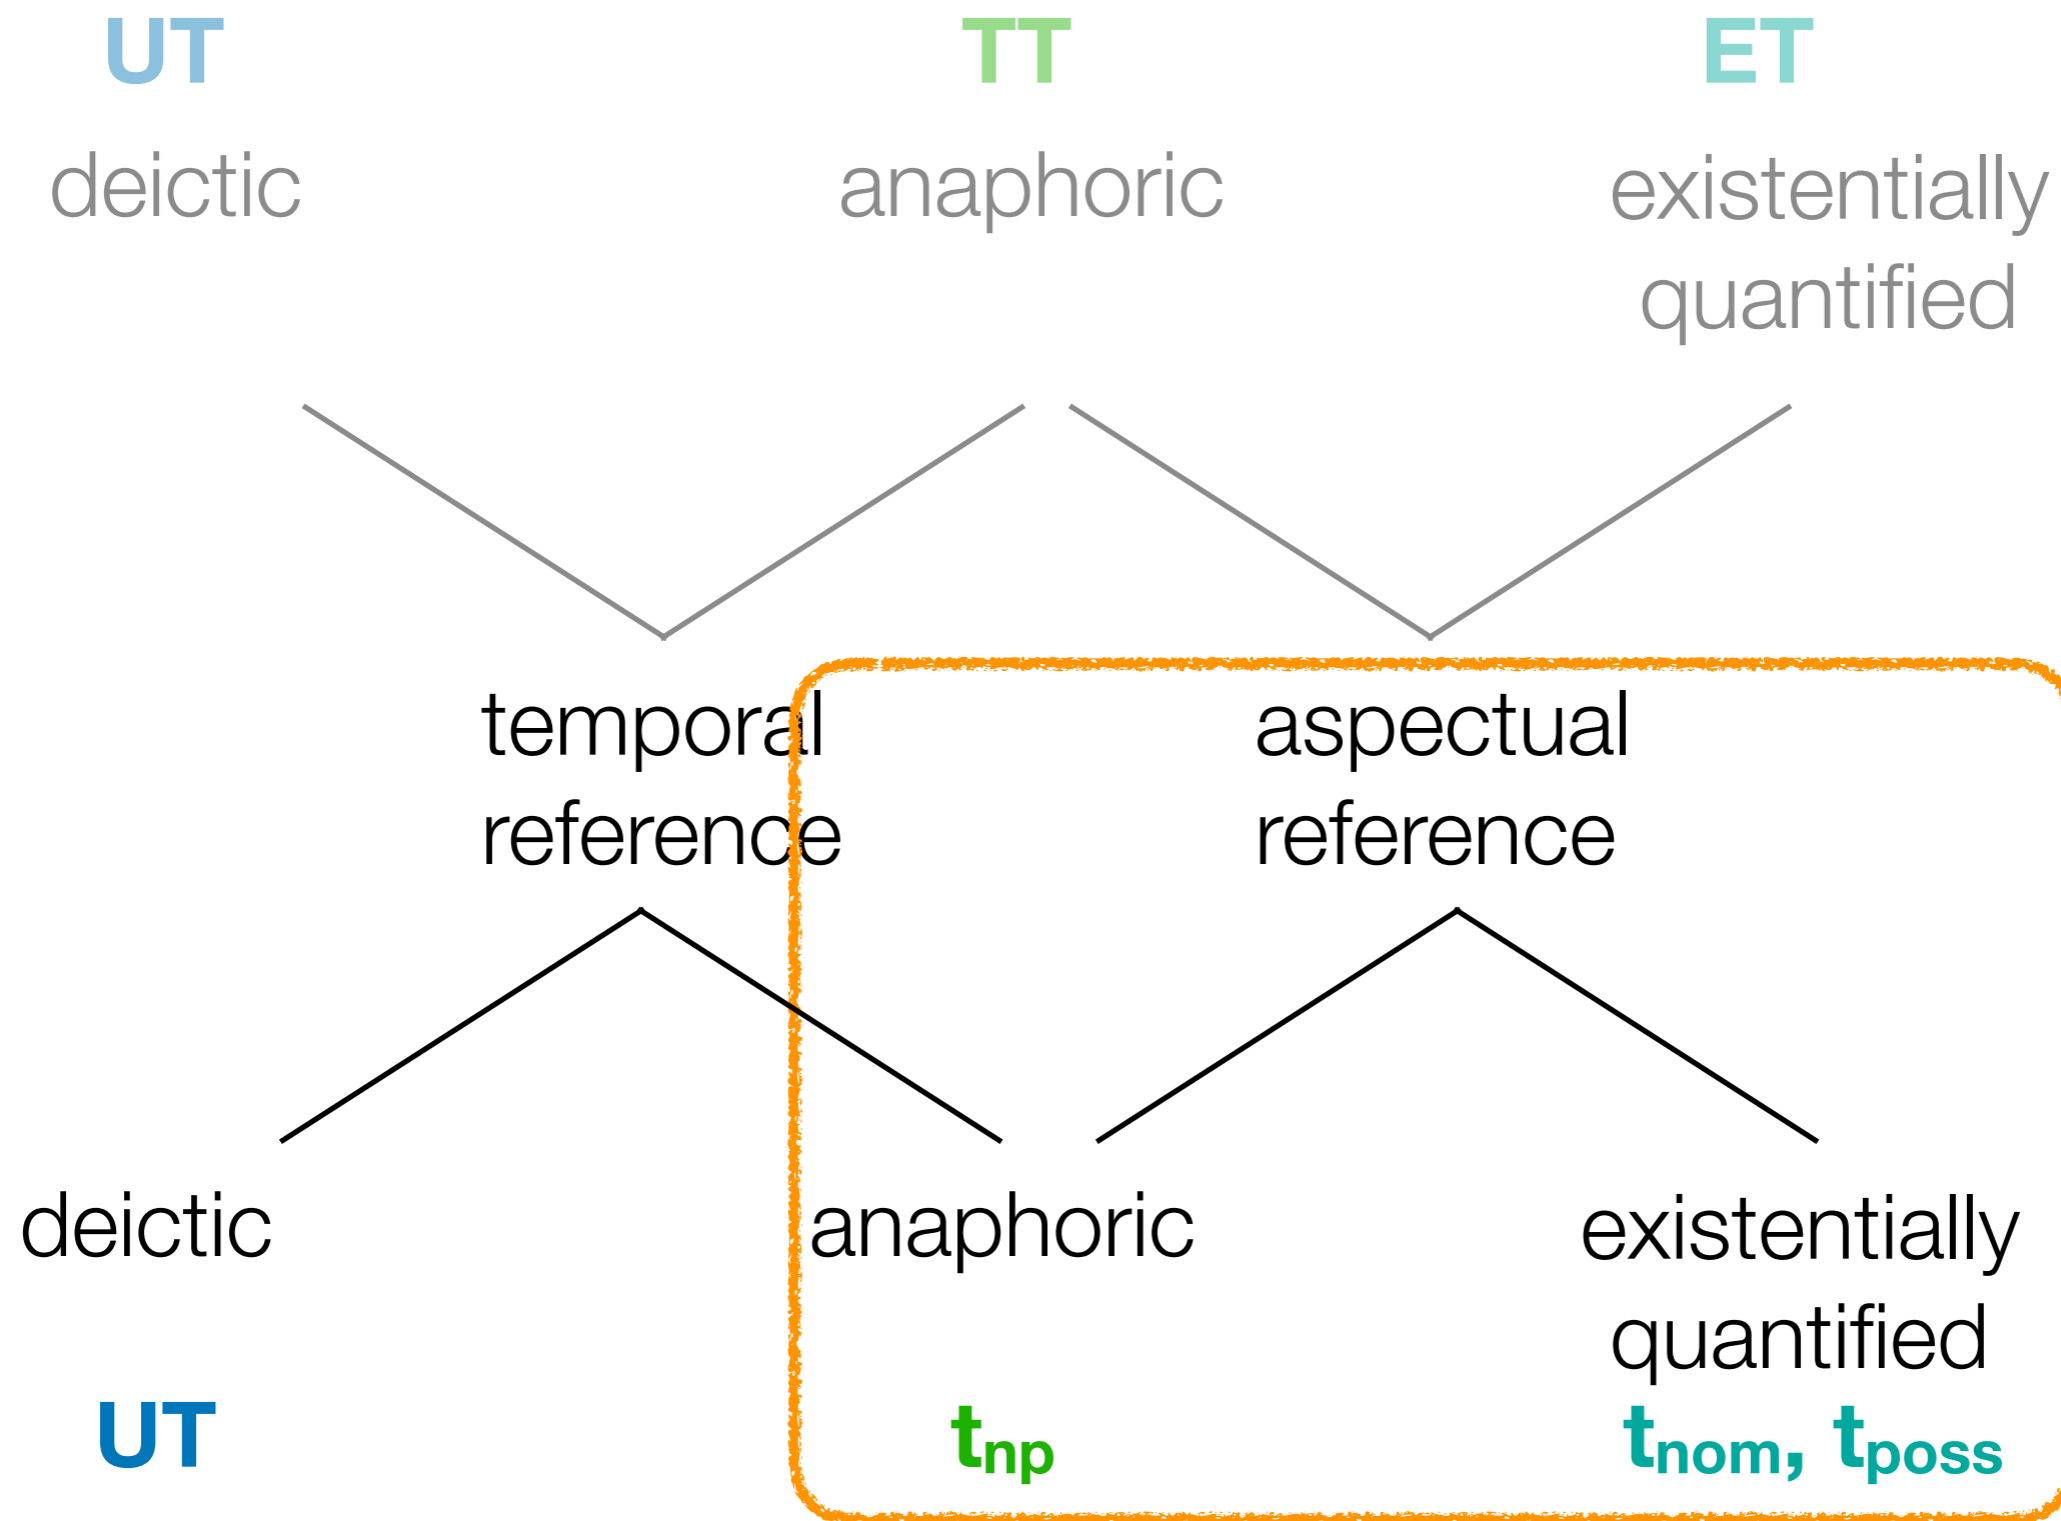 UT TT ET
deictic anaphoric existentially
quantified
temporal aspectual
reference reference
deictic anaphoric existentially
quantified
UT tnp tnom, tposs